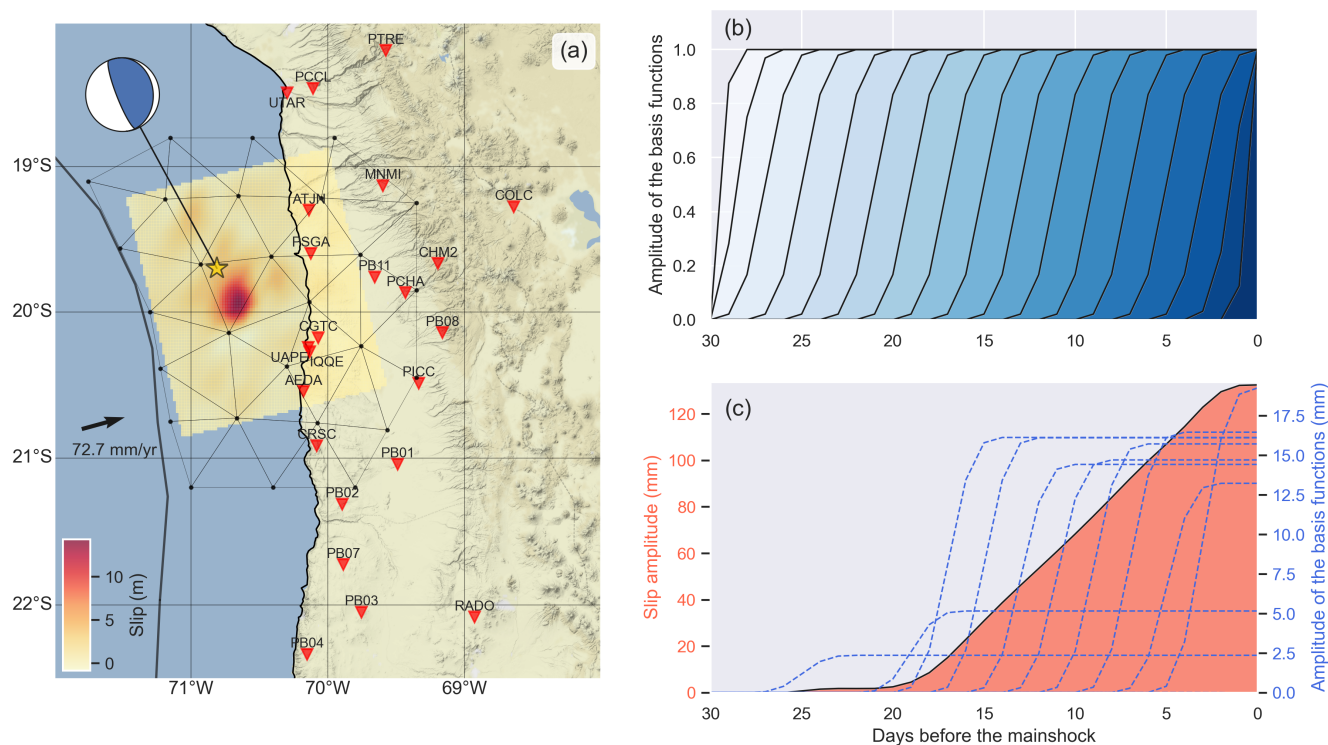 (a)
PTRE
PCCL
UTAR
19°S
MNMI
COLC
ATJN
PSGA
CHM2
PB11
PCHA
20°S
CGTC
PB08
UAPE
IQQE
PICC
AEDA
72.7 mm/yr
CRSC
21°S
PB01
PB02
PB07
10
5
0
Slip (m)
22°S
PB03
RADO
PB04
71°W
70°W
69°W
(b)
Amplitude of the basis functions
1.0
0.8
0.6
0.4
0.2
0.0
30
25
20
15
10
5
0
(c)
Slip amplitude (mm)
120
100
80
60
40
20
0
17.5
15.0
12.5
10.0
7.5
5.0
2.5
0.0
Amplitude of the basis functions (mm)
30
25
20
15
10
5
0
Days before the mainshock